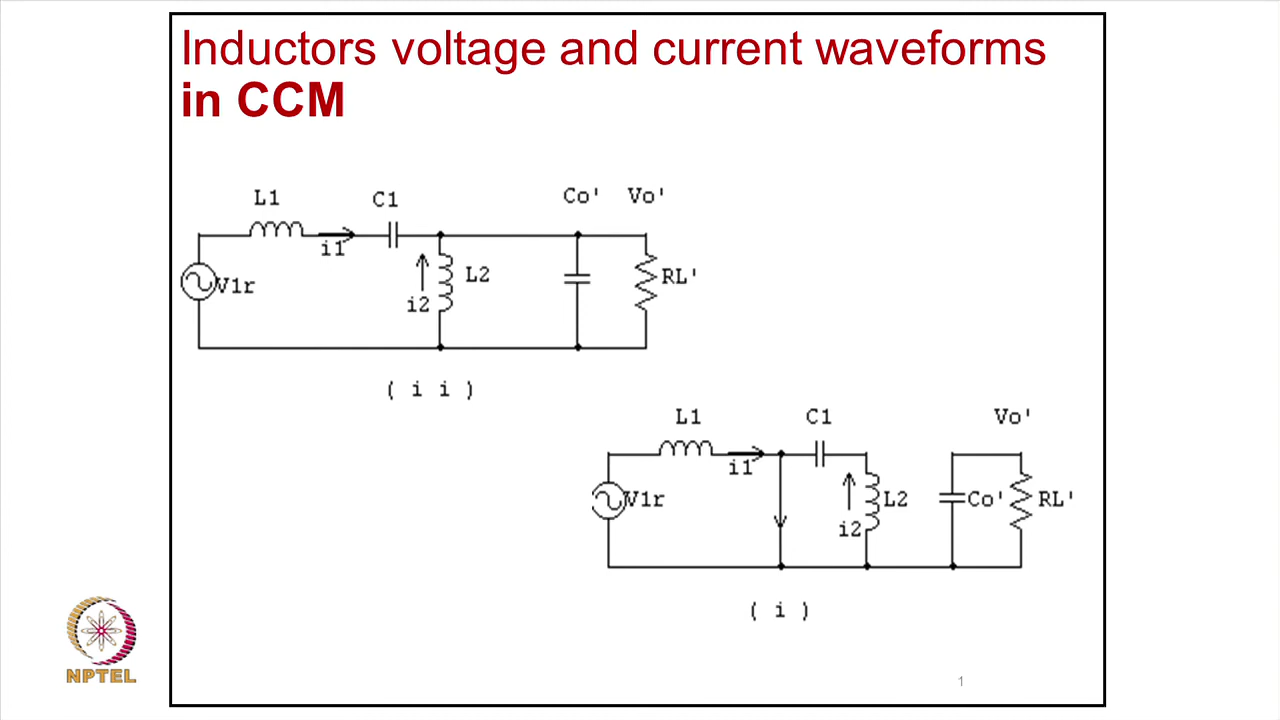 Inductors voltage and current waveforms
in CCM
L1
C1
Co' Vo'
i1
V1r
i2
L2
RL'
( i i )
L1
C1
Vo'
i1
V1r
i2
L2
Co'
RL'
( i )
NPTEL
1